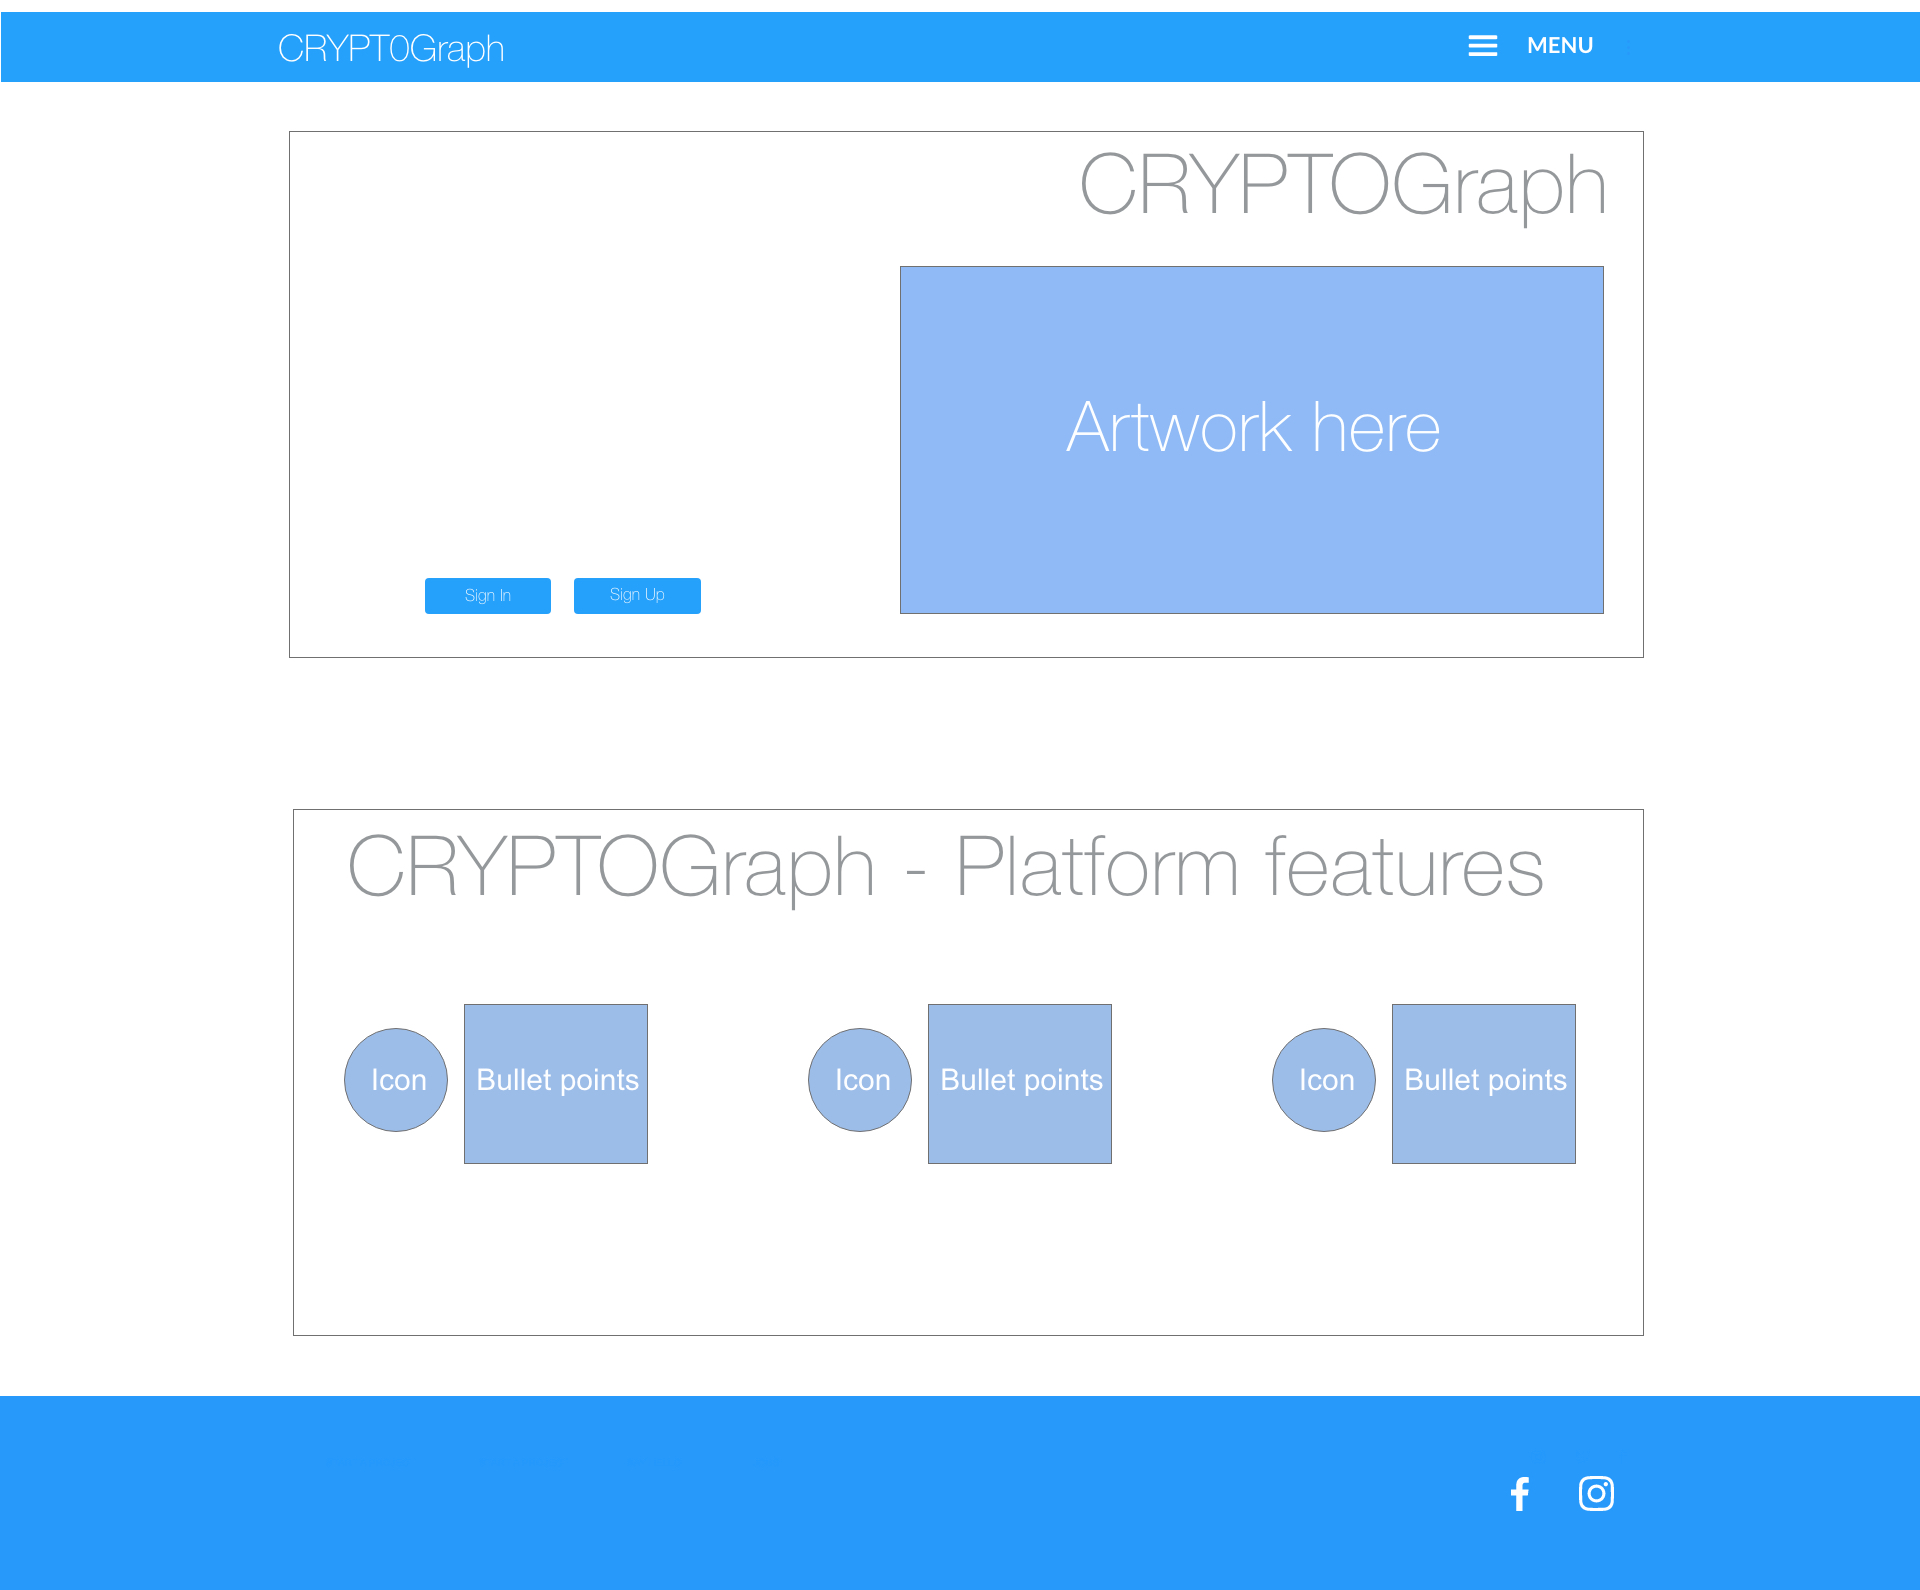 CRYPT0Graph
MENU
CRYPTOGraph
Artwork here
Sign In
Sign Up
CRYPTOGraph - Platform features
Icon
Bullet points
Icon
Bullet points
Icon
Bullet points